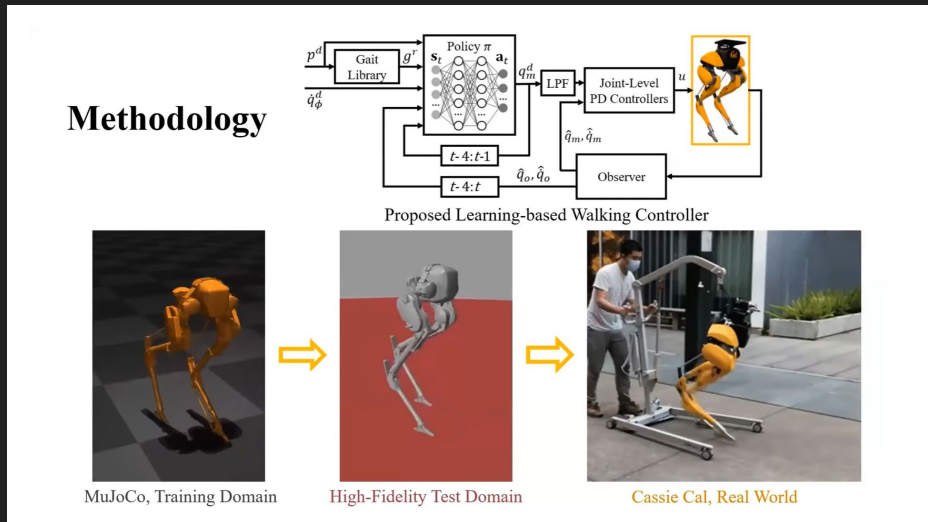 Methodology
p^d
Gait
Library
g^r
q̇_ϕ^d
Policy π
s_t
a_t
...
...
...
...
q_m^d
LPF
Joint-Level
PD Controllers
u
q̂_m, q̂̇_m
t- 4: t-1
t- 4: t
q̂_o, q̂̇_o
Observer
Proposed Learning-based Walking Controller
MuJoCo, Training Domain
High-Fidelity Test Domain
Cassie Cal, Real World